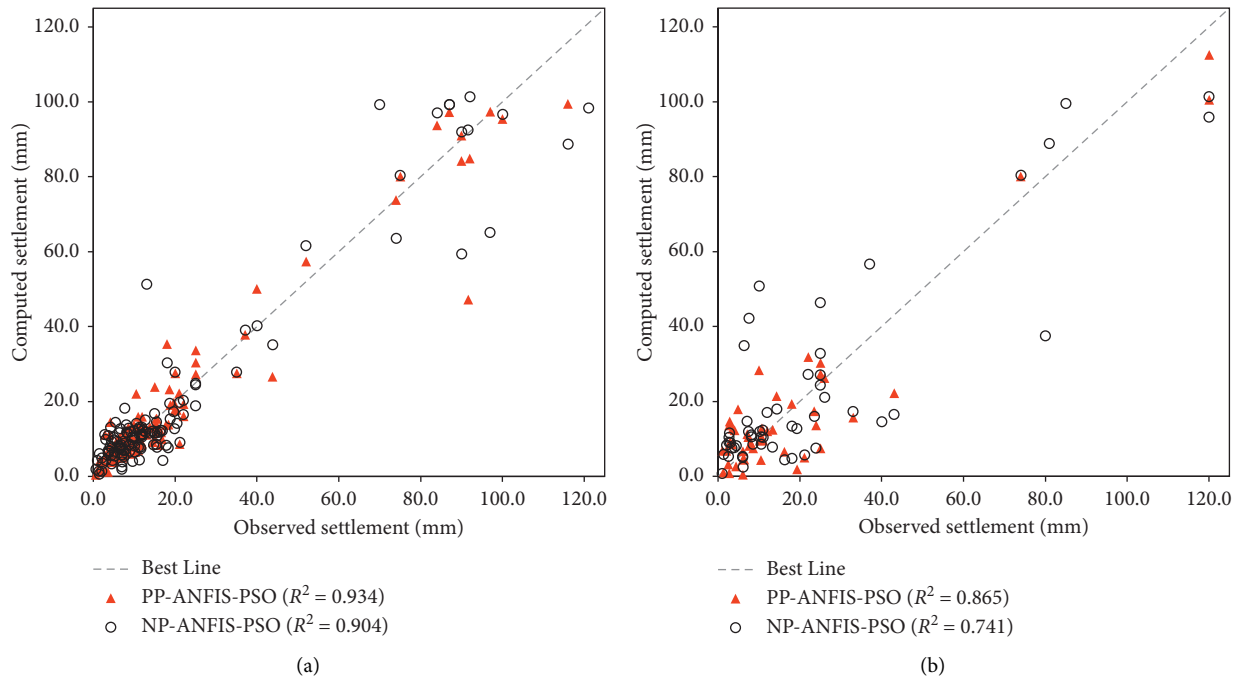 120.0
100.0
80.0
60.0
40.0
20.0
0.0
Computed settlement (mm)
0.0 20.0 40.0 60.0 80.0 100.0 120.0
Observed settlement (mm)
Best Line
PP-ANFIS-PSO (R² = 0.934)
NP-ANFIS-PSO (R² = 0.904)
(a)
120.0
100.0
80.0
60.0
40.0
20.0
0.0
Computed settlement (mm)
0.0 20.0 40.0 60.0 80.0 100.0 120.0
Observed settlement (mm)
Best Line
PP-ANFIS-PSO (R² = 0.865)
NP-ANFIS-PSO (R² = 0.741)
(b)